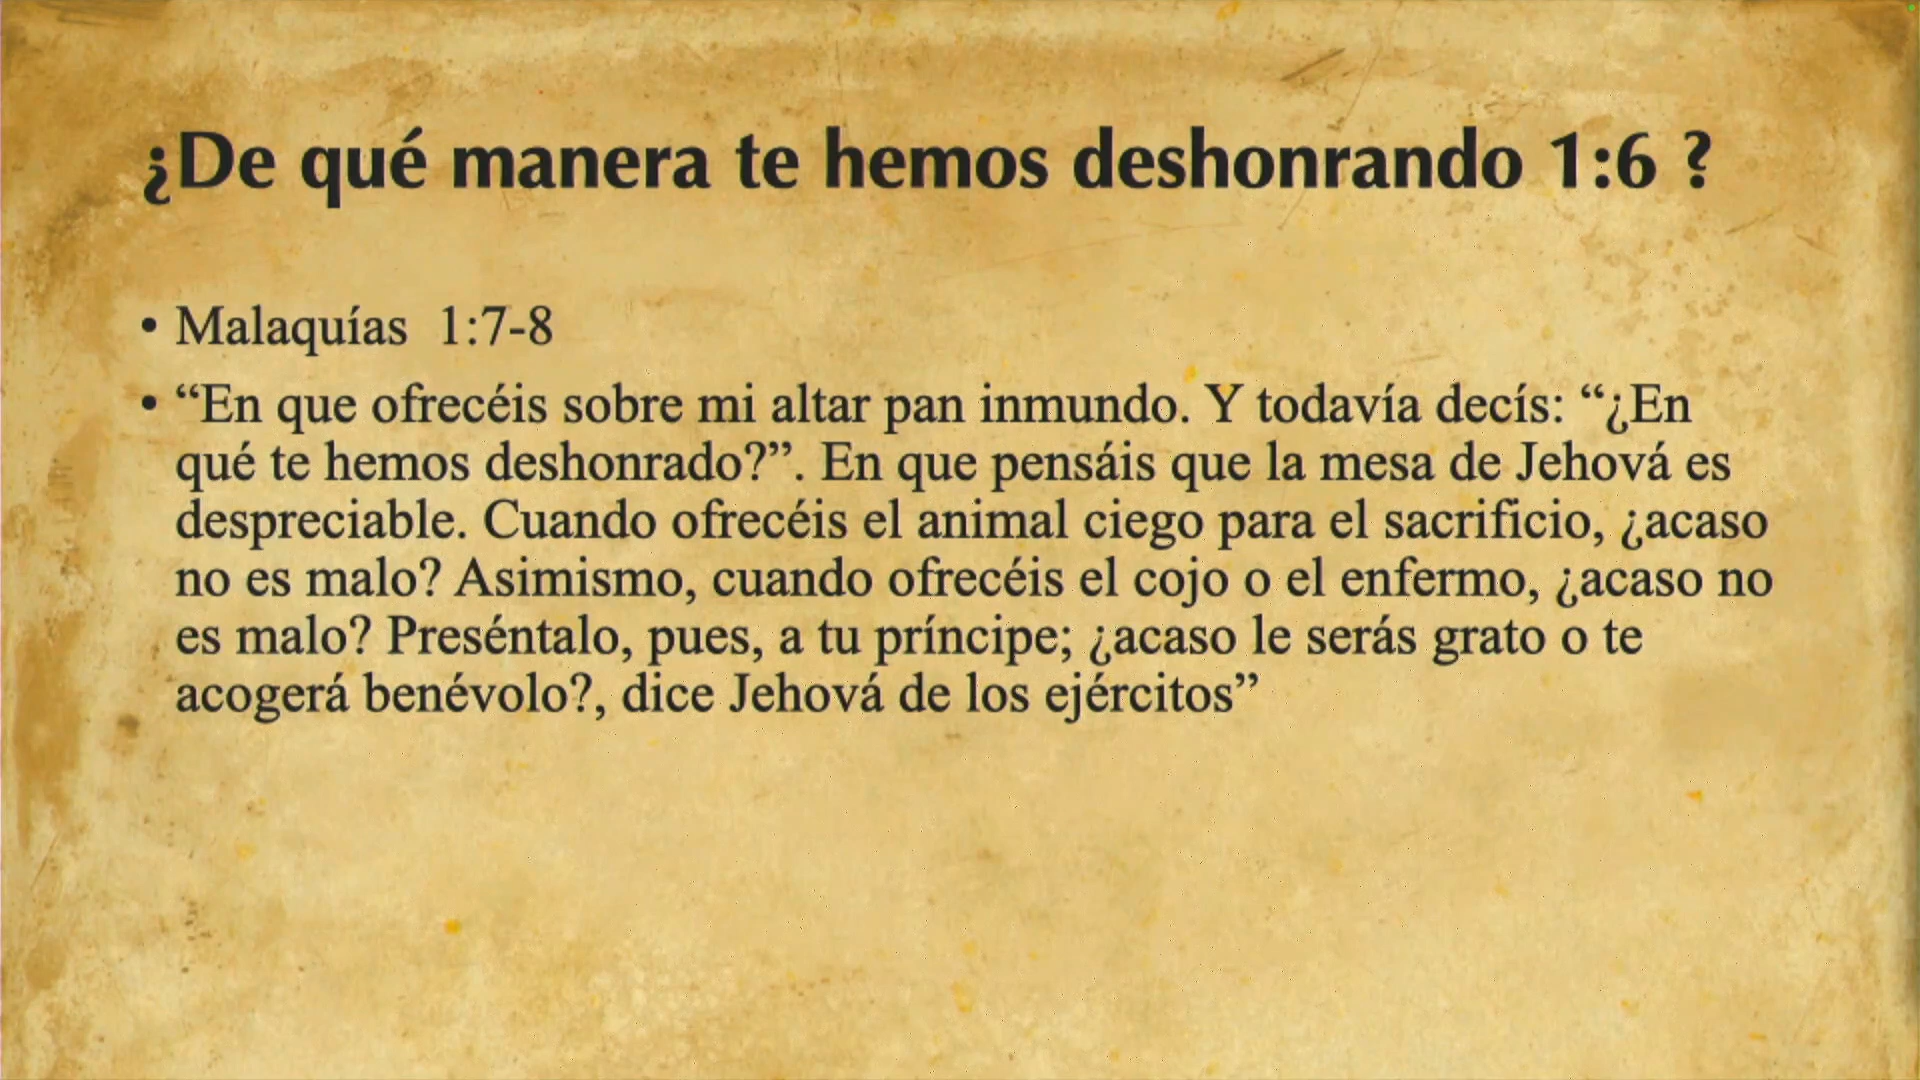 ¿De qué manera te hemos deshonrando 1:6 ?
• Malaquías  1:7-8
• “En que ofrecéis sobre mi altar pan inmundo. Y todavía decís: “¿En
qué te hemos deshonrado?”. En que pensáis que la mesa de Jehová es
despreciable. Cuando ofrecéis el animal ciego para el sacrificio, ¿acaso
no es malo? Asimismo, cuando ofrecéis el cojo o el enfermo, ¿acaso no
es malo? Preséntalo, pues, a tu príncipe; ¿acaso le serás grato o te
acogerá benévolo?, dice Jehová de los ejércitos”